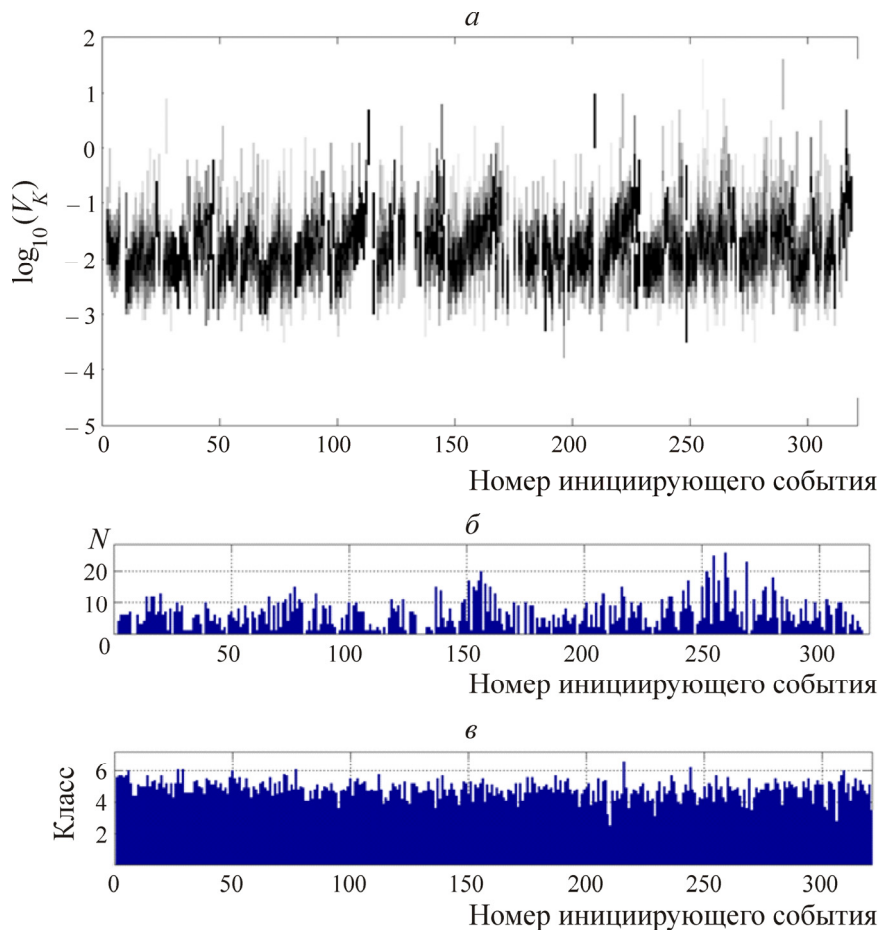 а
2
1
0
– 1
– 2
– 3
– 4
– 5
log10(VK)
0 50 100 150 200 250 300
Номер инициирующего события
б
N
20
10
0
50 100 150 200 250 300
Номер инициирующего события
в
6
4
2
Класс
0 50 100 150 200 250 300
Номер инициирующего события